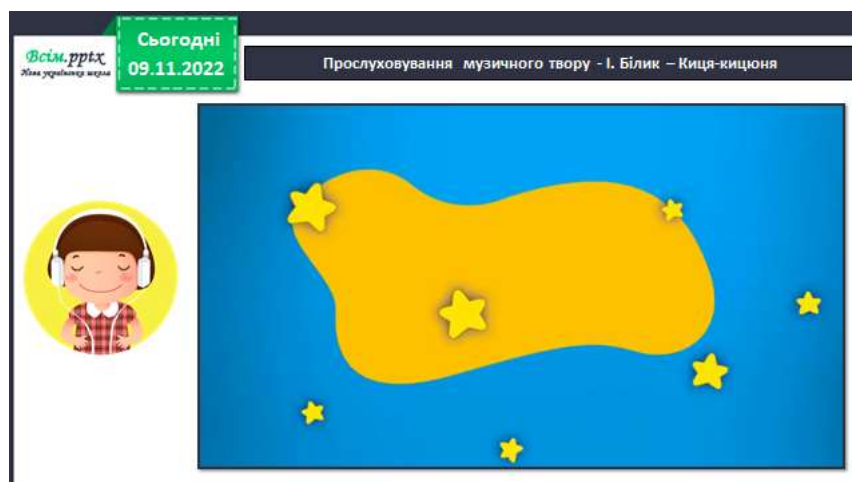 Сьогодні
09.11.2022
Всім.pptx
Нова українська школа
Прослуховування музичного твору - І. Білик – Киця-кицюня